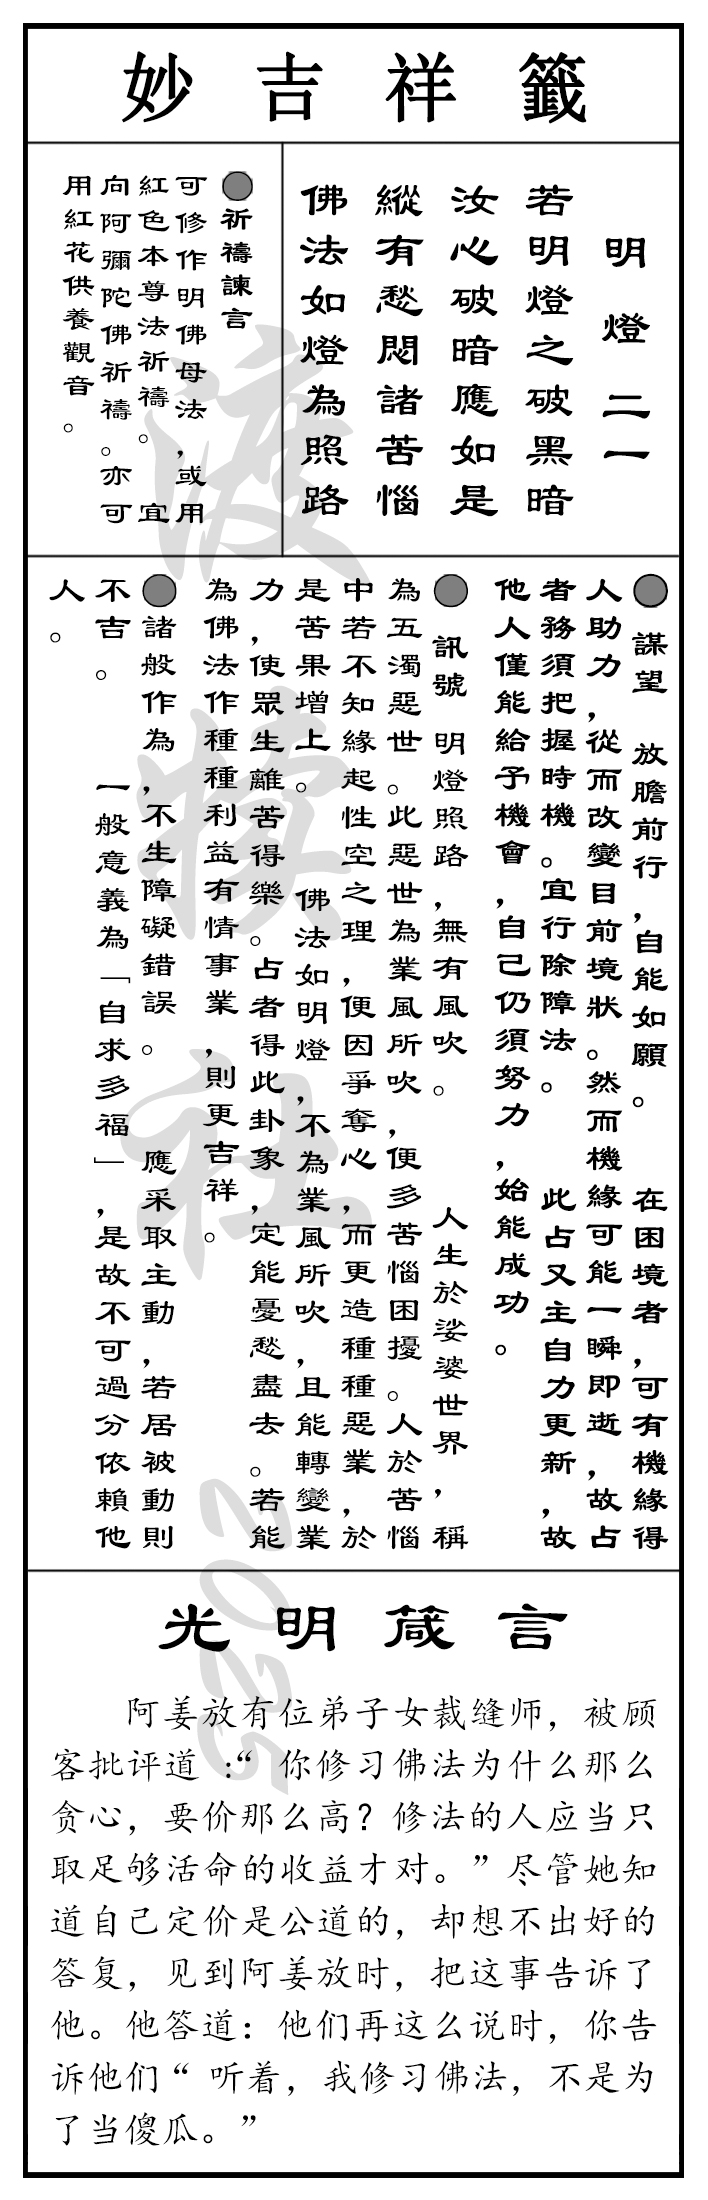 妙吉祥籤
明燈 二一
若明燈之破黑暗
汝心破暗應如是
縱有愁悶諸苦惱
佛法如燈為照路
●祈禱諫言
可修作明佛母法，或用
紅色本尊法祈禱。 宜
向阿彌陀佛祈禱。亦可
用紅花供養觀音。
●謀望 放膽前行，自能如願。 在困境者，可有機緣得
人助力，從而改變目前境狀。然而機緣可能一瞬即逝，故占
者務須把握時機。宜行除障法。 此占又主自力更新，故
他人僅能給予機會，自己仍須努力，始能成功。
●訊號 明燈照路，無有風吹。 人生於娑婆世界，稱
為五濁惡世。此惡世為業風所吹，便多苦惱困擾。人於苦惱
中若不知緣起性空之理，便因爭奪心，而更造種種惡業，於
是苦果增上。 佛法如明燈，不為業風所吹，且能轉變業
力，使眾生離苦得樂。占者得此卦象，定能憂愁盡去。若能
為佛法作種種利益有情事業，則更吉祥。
●諸般作為，不生障礙錯誤。 應采取主動，若居被動則
不吉。 一般意義為「自求多福」，是故不可過分依賴他
人。
光明箴言
阿姜放有位弟子女裁缝师，被顾
客批评道：“你修习佛法为什么那么
贪心，要价那么高？修法的人应当只
取足够活命的收益才对。”尽管她知
道自己定价是公道的，却想不出好的
答复，见到阿姜放时，把这事告诉了
他。他答道：他们再这么说时，你告
诉他们“听着，我修习佛法，不是为
了当傻瓜。”
渡犊社2025